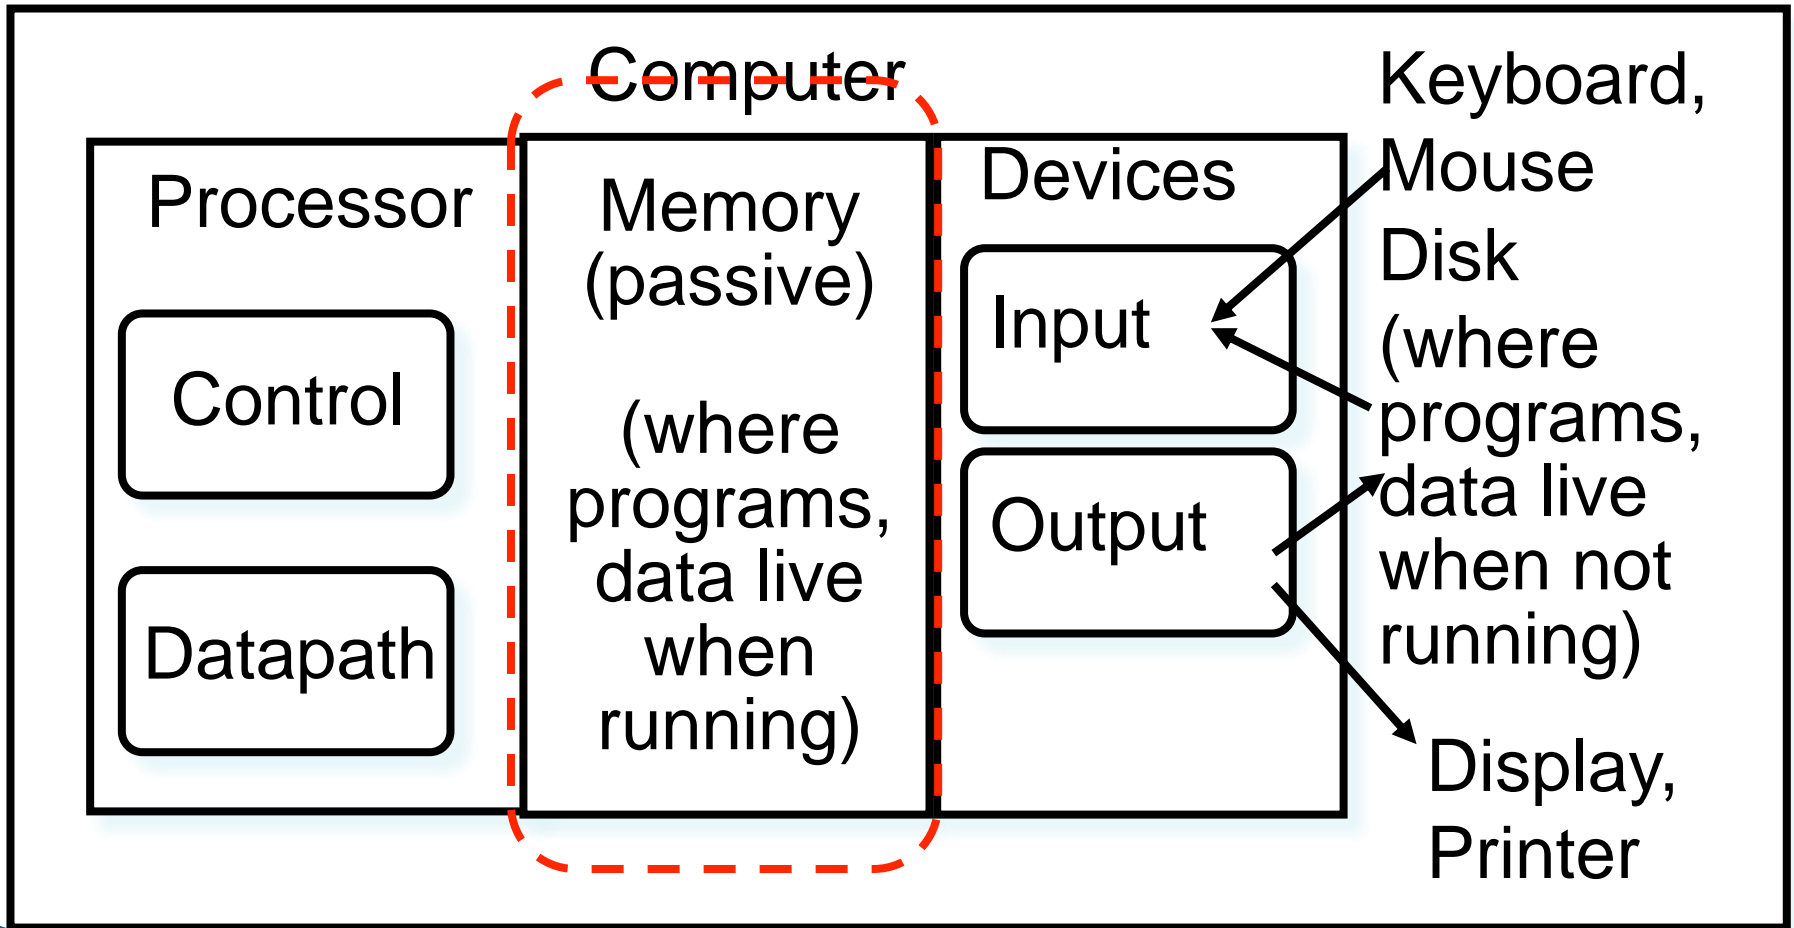 Computer
Processor
Control
Datapath
Memory
(passive)
(where
programs,
data live
when
running)
Devices
Input
Output
Keyboard,
Mouse
Disk
(where
programs,
data live
when not
running)
Display,
Printer